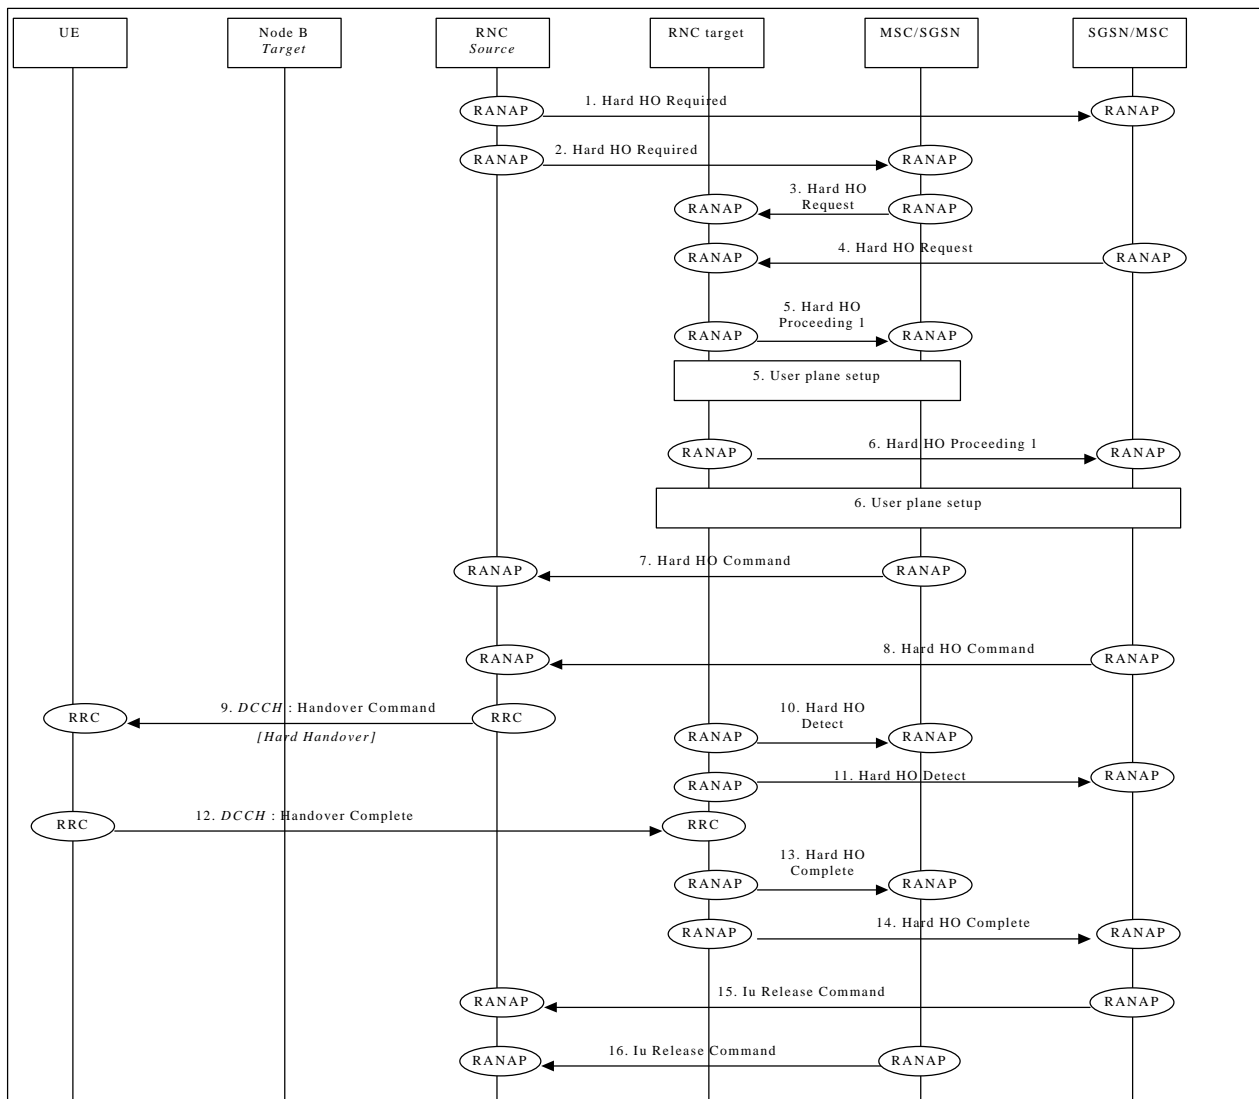 UE
Node B
Target
RNC
Source
RNC target
MSC/SGSN
SGSN/MSC
RANAP
1. Hard HO Required
RANAP
RANAP
2. Hard HO Required
RANAP
RANAP
3. Hard HO
Request
RANAP
RANAP
4. Hard HO Request
RANAP
5. Hard HO
Proceeding 1
RANAP
RANAP
5. User plane setup
RANAP
6. Hard HO Proceeding 1
RANAP
6. User plane setup
RANAP
7. Hard HO Command
RANAP
RANAP
8. Hard HO Command
RANAP
RRC
9. DCCH : Handover Command
[Hard Handover]
RRC
RANAP
10. Hard HO
Detect
RANAP
RANAP
11. Hard HO Detect
RANAP
RRC
12. DCCH : Handover Complete
RRC
RANAP
13. Hard HO
Complete
RANAP
RANAP
14. Hard HO Complete
RANAP
RANAP
15. Iu Release Command
RANAP
RANAP
16. Iu Release Command
RANAP